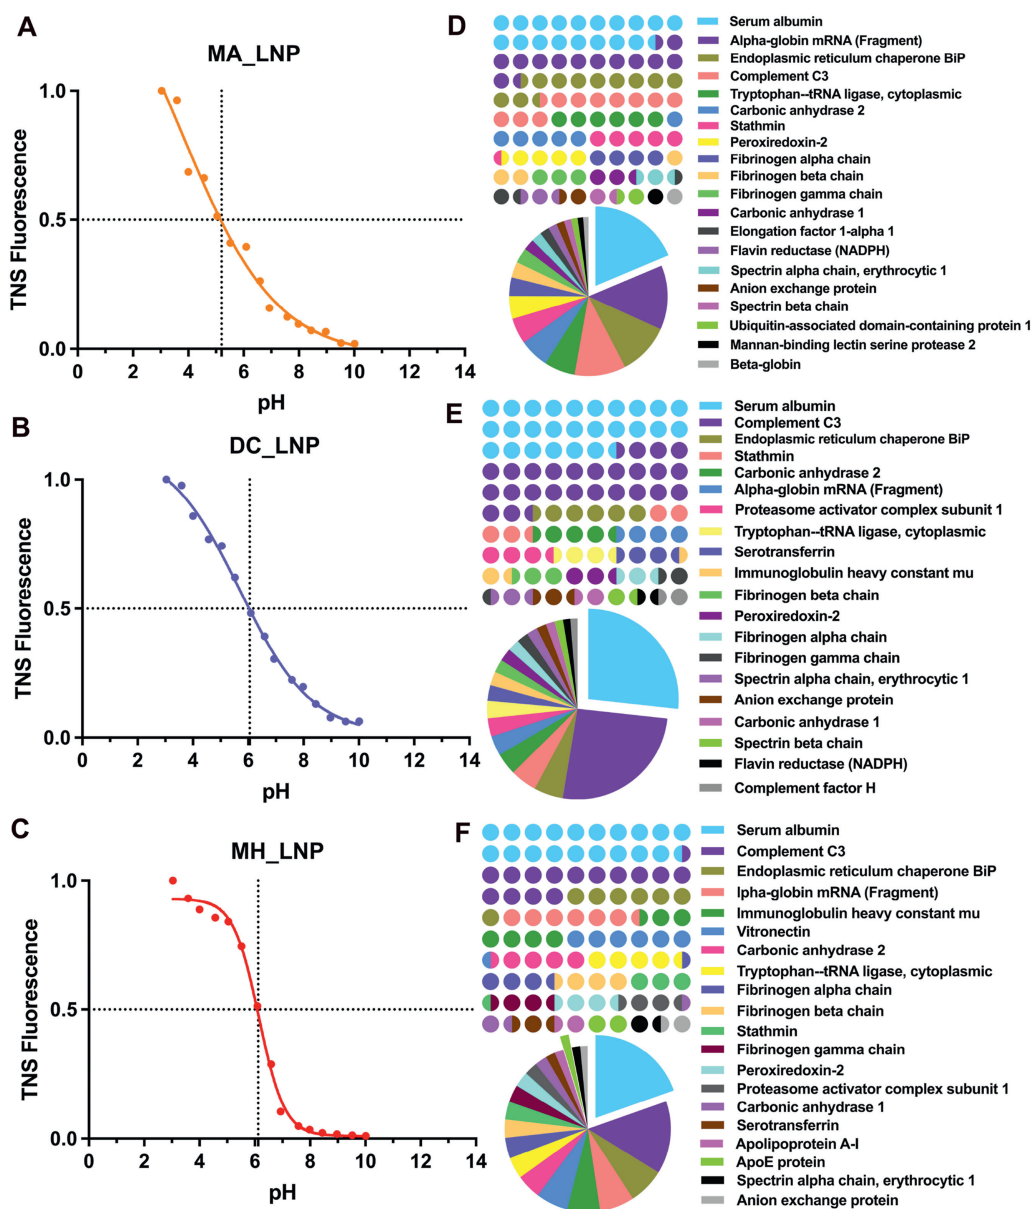 A
MA_LNP
TNS Fluorescence
1.0
0.5
0.0
0 2 4 6 8 10 12 14
pH
D
Serum albumin
Alpha-globin mRNA (Fragment)
Endoplasmic reticulum chaperone BiP
Complement C3
Tryptophan--tRNA ligase, cytoplasmic
Carbonic anhydrase 2
Stathmin
Peroxiredoxin-2
Fibrinogen alpha chain
Fibrinogen beta chain
Fibrinogen gamma chain
Carbonic anhydrase 1
Elongation factor 1-alpha 1
Flavin reductase (NADPH)
Spectrin alpha chain, erythrocytic 1
Anion exchange protein
Spectrin beta chain
Ubiquitin-associated domain-containing protein 1
Mannan-binding lectin serine protease 2
Beta-globin
B
DC_LNP
TNS Fluorescence
1.0
0.5
0.0
0 2 4 6 8 10 12 14
pH
E
Serum albumin
Complement C3
Endoplasmic reticulum chaperone BiP
Stathmin
Carbonic anhydrase 2
Alpha-globin mRNA (Fragment)
Proteasome activator complex subunit 1
Tryptophan--tRNA ligase, cytoplasmic
Serotransferrin
Immunoglobulin heavy constant mu
Fibrinogen beta chain
Peroxiredoxin-2
Fibrinogen alpha chain
Fibrinogen gamma chain
Spectrin alpha chain, erythrocytic 1
Anion exchange protein
Carbonic anhydrase 1
Spectrin beta chain
Flavin reductase (NADPH)
Complement factor H
C
MH_LNP
TNS Fluorescence
1.0
0.5
0.0
0 2 4 6 8 10 12 14
pH
F
Serum albumin
Complement C3
Endoplasmic reticulum chaperone BiP
lpha-globin mRNA (Fragment)
Immunoglobulin heavy constant mu
Vitronectin
Carbonic anhydrase 2
Tryptophan--tRNA ligase, cytoplasmic
Fibrinogen alpha chain
Fibrinogen beta chain
Stathmin
Fibrinogen gamma chain
Peroxiredoxin-2
Proteasome activator complex subunit 1
Carbonic anhydrase 1
Serotransferrin
Apolipoprotein A-I
ApoE protein
Spectrin alpha chain, erythrocytic 1
Anion exchange protein